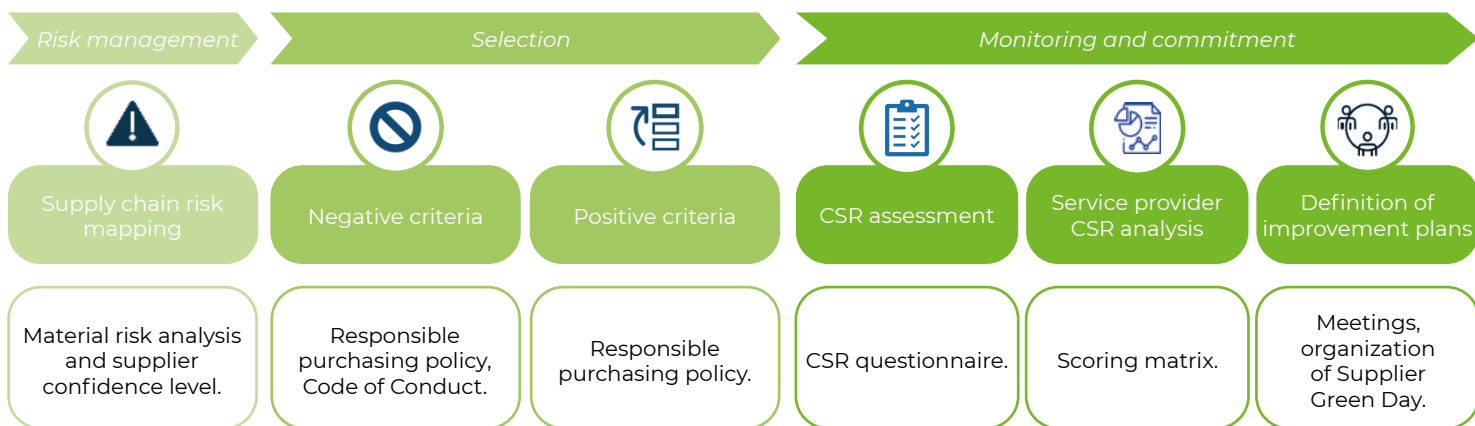 Risk management
Selection
Monitoring and commitment
Supply chain risk
mapping
Negative criteria
Positive criteria
CSR assessment
Service provider
CSR analysis
Definition of
improvement plans
Material risk analysis
and supplier
confidence level.
Responsible
purchasing policy,
Code of Conduct.
Responsible
purchasing policy.
CSR questionnaire.
Scoring matrix.
Meetings,
organization
of Supplier
Green Day.